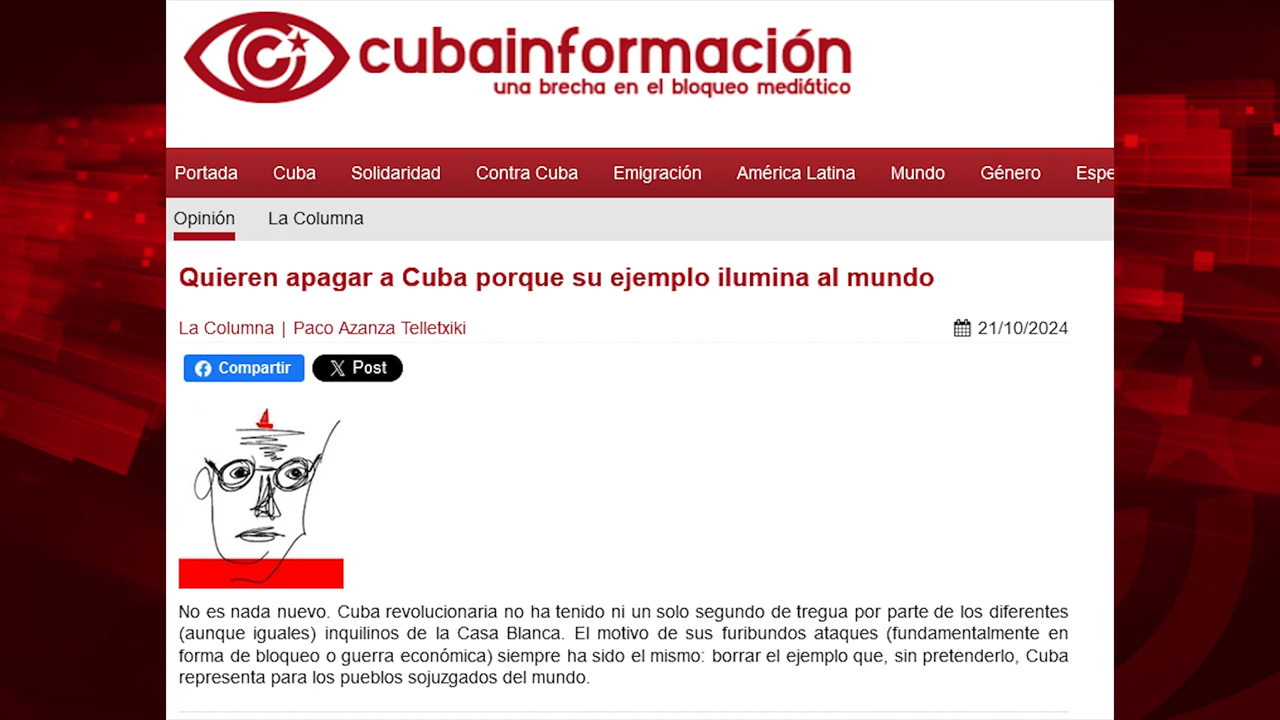 cubainformación
una brecha en el bloqueo mediático
Portada Cuba Solidaridad Contra Cuba Emigración América Latina Mundo Género Espe
Opinión La Columna
Quieren apagar a Cuba porque su ejemplo ilumina al mundo
La Columna | Paco Azanza Telletxiki 21/10/2024
Compartir Post
No es nada nuevo. Cuba revolucionaria no ha tenido ni un solo segundo de tregua por parte de los diferentes
(aunque iguales) inquilinos de la Casa Blanca. El motivo de sus furibundos ataques (fundamentalmente en
forma de bloqueo o guerra económica) siempre ha sido el mismo: borrar el ejemplo que, sin pretenderlo, Cuba
representa para los pueblos sojuzgados del mundo.